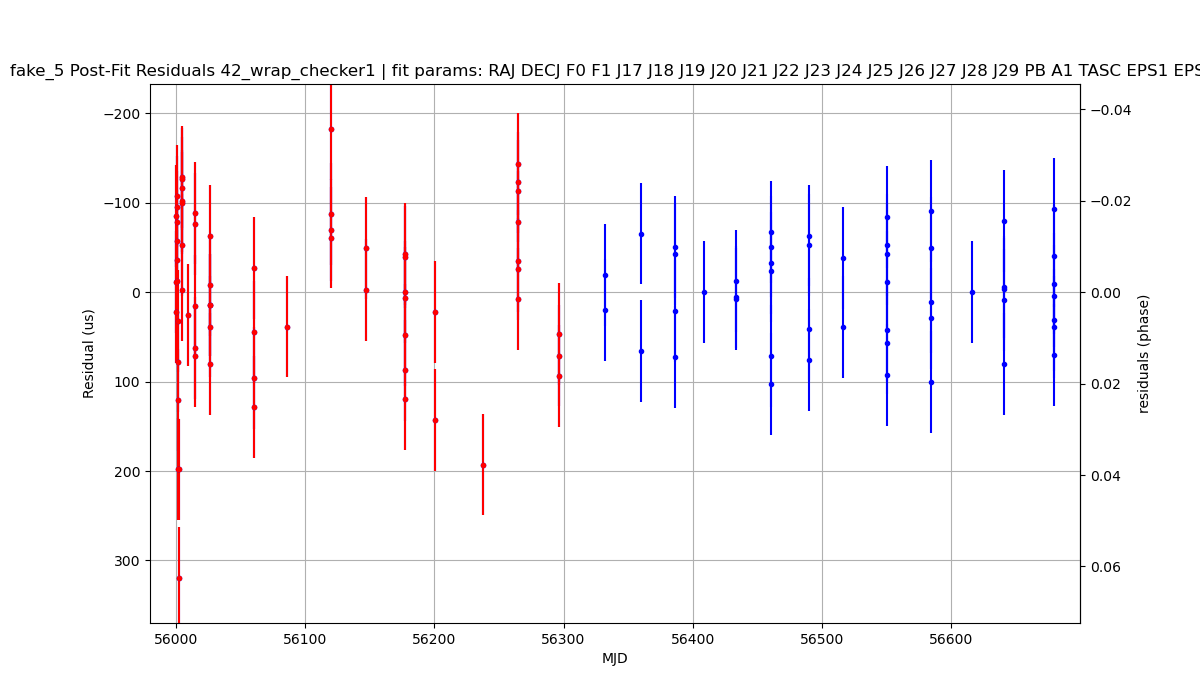 fake_5 Post-Fit Residuals 42_wrap_checker1 | fit params: RAJ DECJ F0 F1 J17 J18 J19 J20 J21 J22 J23 J24 J25 J26 J27 J28 J29 PB A1 TASC EPS1 EPS
−200
−100
0
100
200
300
Residual (us)
−0.04
−0.02
0.00
0.02
0.04
0.06
residuals (phase)
56000 56100 56200 56300 56400 56500 56600
MJD